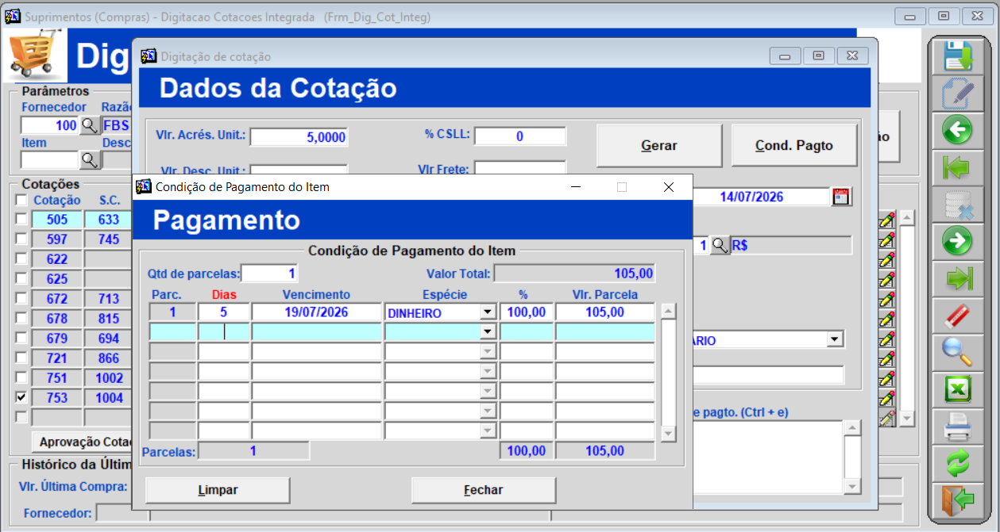 Suprimentos (Compras) - Digitacao Cotacoes Integrada (Frm_Dig_Cot_Integ)
Dig
Digitação de cotação
Dados da Cotação
Parâmetros
Fornecedor Razã
100 FBS
Item Desc
Vlr. Acrés. Unit.: 5,0000 % CSLL: 0
Gerar Cond. Pagto ão
Vlr. Desc. Unit.: Vlr Frete:
14/07/2026
1 R$
ÁRIO
e pagto. (Ctrl + e)
Cotações
Cotação S.C.
505 633
597 745
622
625
672 713
678 815
679 694
721 866
751 1002
753 1004
Aprovação Cota
Histórico da Últim
Vlr. Última Compra:
Fornecedor:
Condição de Pagamento do Item
Pagamento
Condição de Pagamento do Item
Qtd de parcelas: 1 Valor Total: 105,00
Parc. Dias Vencimento Espécie % Vlr. Parcela
1 5 19/07/2026 DINHEIRO 100,00 105,00
Parcelas: 1 100,00 105,00
Limpar Fechar